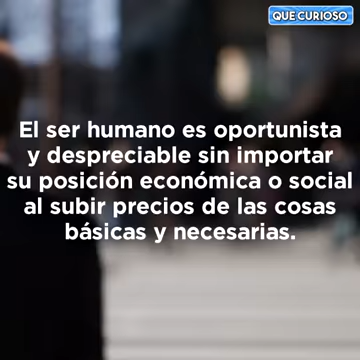 QUE CURIOSO
El ser humano es oportunista
y despreciable sin importar
su posición económica o social
al subir precios de las cosas
básicas y necesarias.